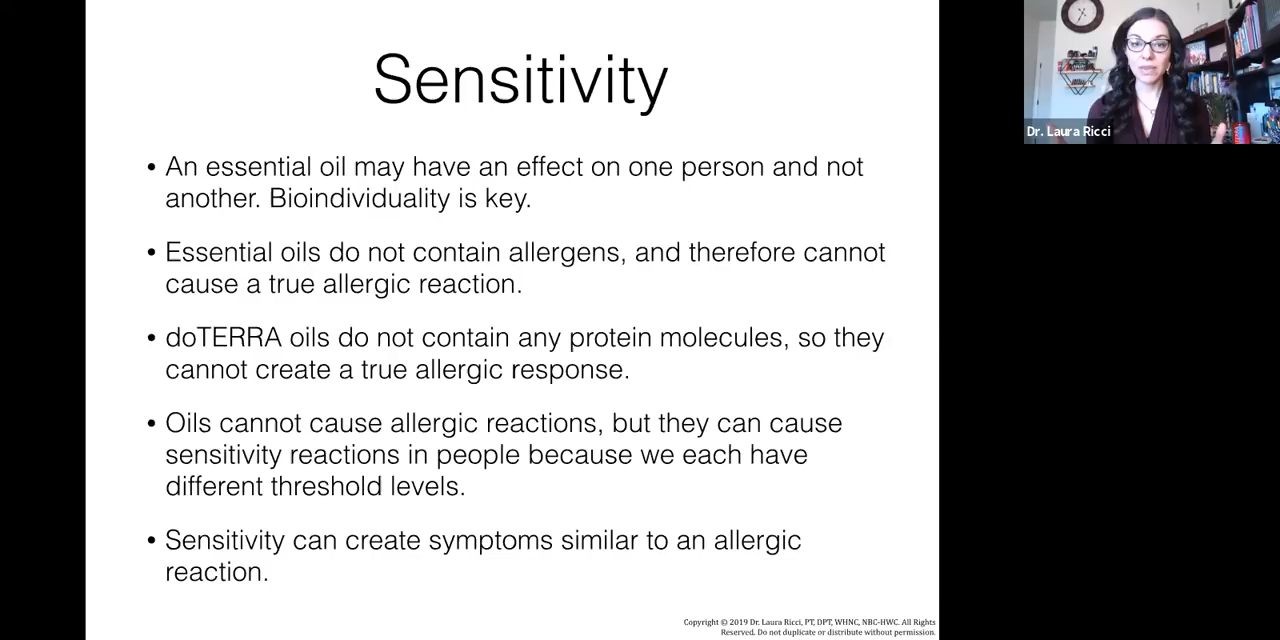 Sensitivity
• An essential oil may have an effect on one person and not
another. Bioindividuality is key.
• Essential oils do not contain allergens, and therefore cannot
cause a true allergic reaction.
• doTERRA oils do not contain any protein molecules, so they
cannot create a true allergic response.
• Oils cannot cause allergic reactions, but they can cause
sensitivity reactions in people because we each have
different threshold levels.
• Sensitivity can create symptoms similar to an allergic
reaction.
Copyright © 2019 Dr. Laura Ricci, PT, DPT, WHNC, NBC-HWC. All Rights
Reserved. Do not duplicate or distribute without permission.
Dr. Laura Ricci